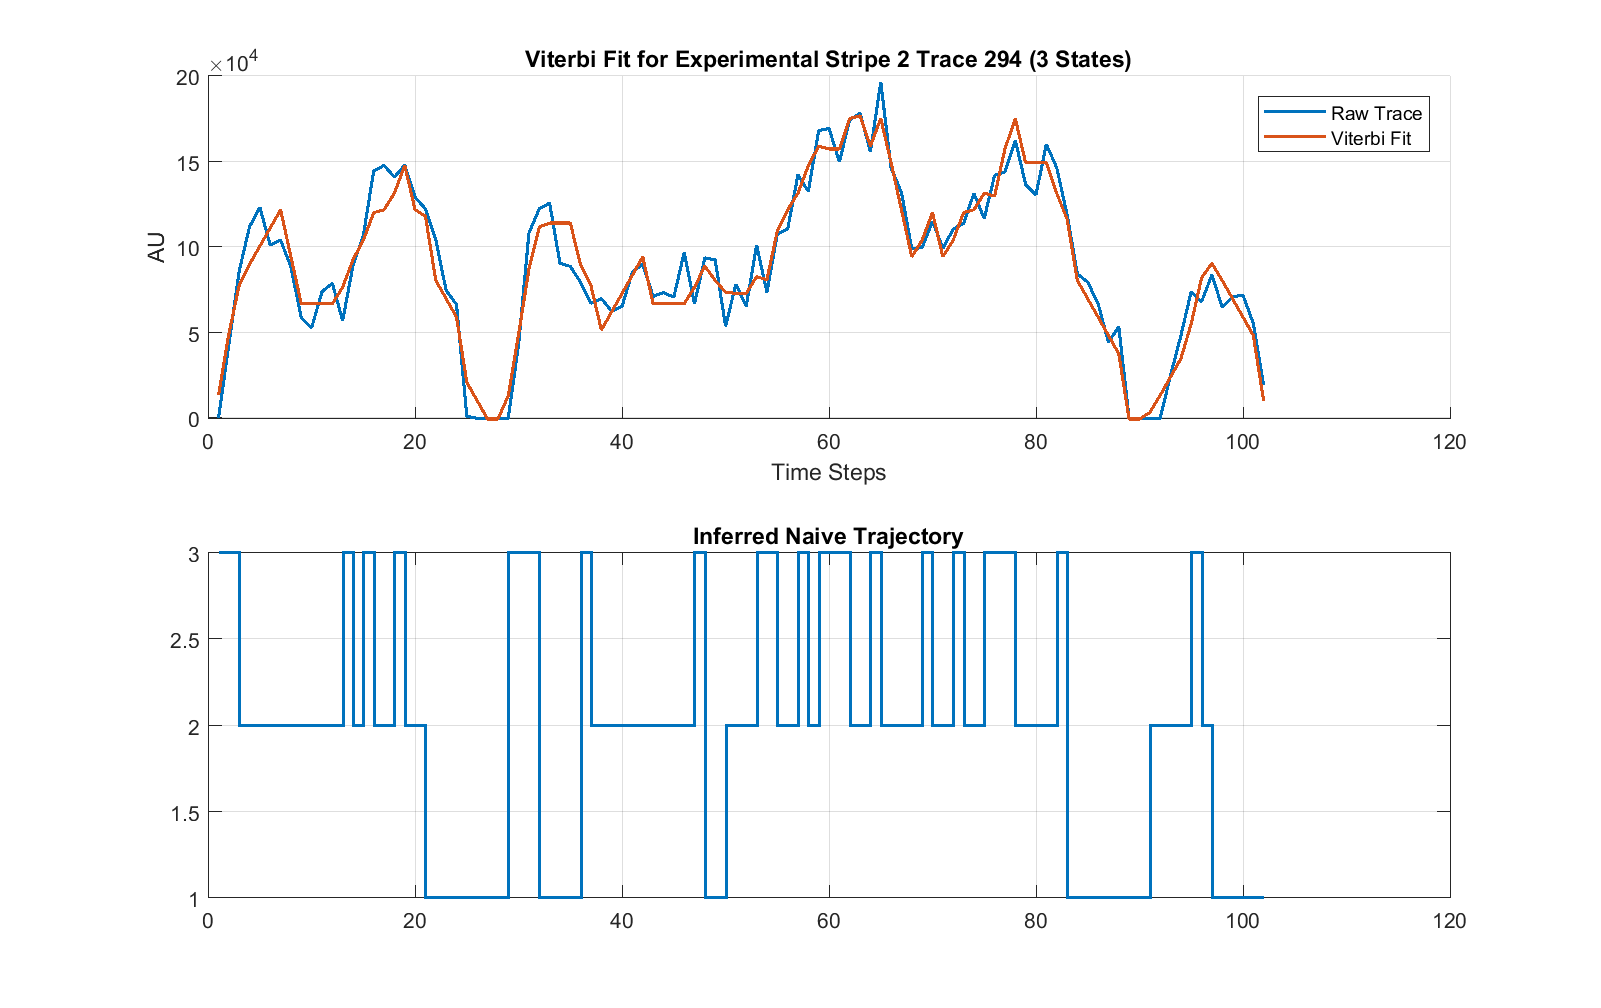 Viterbi Fit for Experimental Stripe 2 Trace 294 (3 States)
×10⁴
20
15
10
5
0
AU
Raw Trace
Viterbi Fit
0 20 40 60 80 100 120
Time Steps
Inferred Naive Trajectory
3
2.5
2
1.5
1
0 20 40 60 80 100 120